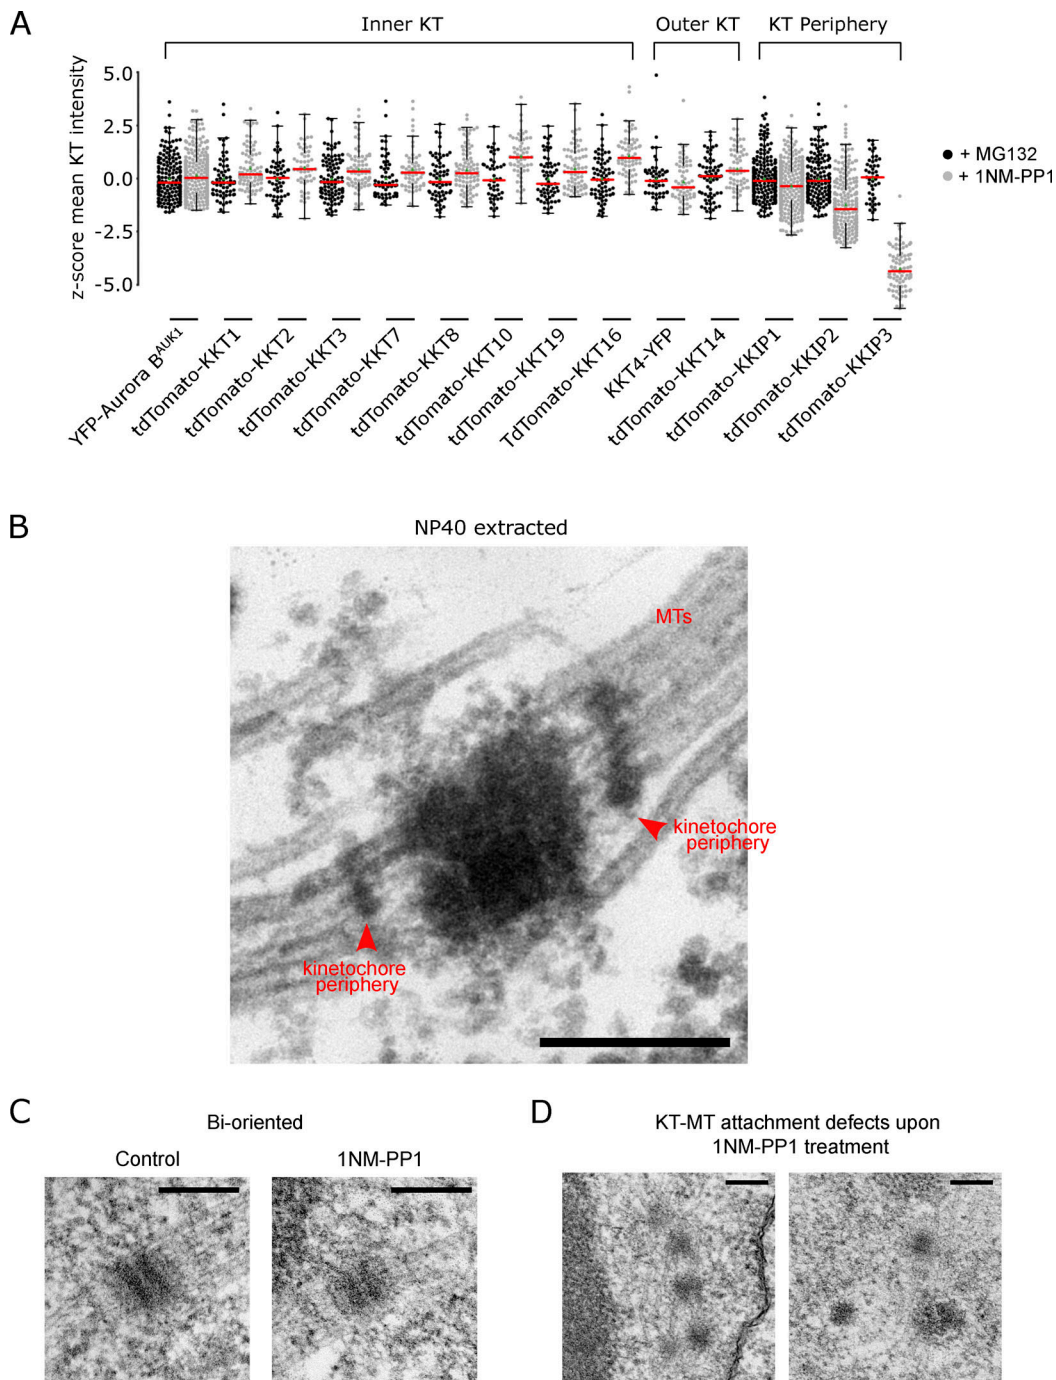 A
Inner KT
Outer KT
KT Periphery
z-score mean KT intensity
5.0
2.5
0.0
-2.5
-5.0
+ MG132
+ 1NM-PP1
YFP-Aurora B^AUK1
tdTomato-KKT1
tdTomato-KKT2
tdTomato-KKT3
tdTomato-KKT7
tdTomato-KKT8
tdTomato-KKT10
tdTomato-KKT19
TdTomato-KKT16
KKT4-YFP
tdTomato-KKT14
tdTomato-KKIP1
tdTomato-KKIP2
tdTomato-KKIP3
B
NP40 extracted
MTs
kinetochore
periphery
kinetochore
periphery
C
Bi-oriented
Control
1NM-PP1
D
KT-MT attachment defects upon
1NM-PP1 treatment